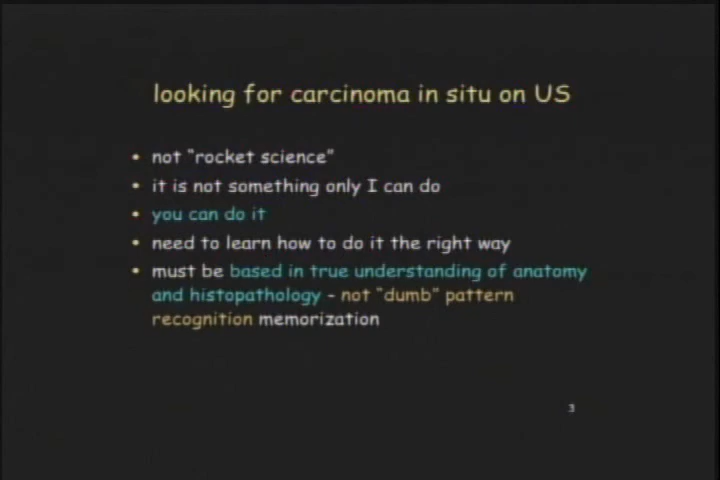 looking for carcinoma in situ on US
• not “rocket science”
• it is not something only I can do
• you can do it
• need to learn how to do it the right way
• must be based in true understanding of anatomy
and histopathology - not “dumb” pattern
recognition memorization
3